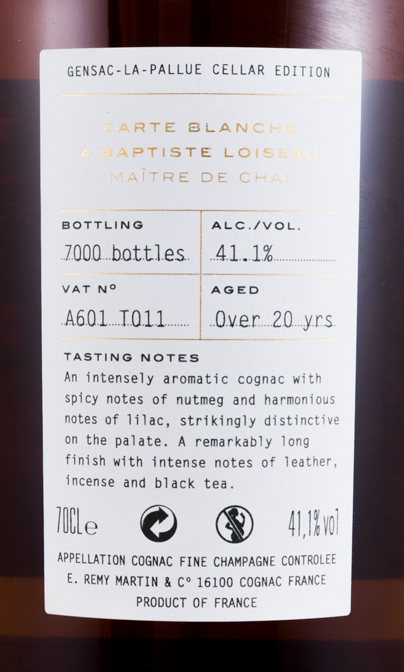 GENSAC-LA-PALLUE CELLAR EDITION
CARTE BLANCHE
À BAPTISTE LOISEAU
MAÎTRE DE CHAI
BOTTLING
7000 bottles
ALC./VOL.
41.1%
VAT Nº
A601 T011
AGED
Over 20 yrs
TASTING NOTES
An intensely aromatic cognac with
spicy notes of nutmeg and harmonious
notes of lilac, strikingly distinctive
on the palate. A remarkably long
finish with intense notes of leather,
incense and black tea.
70CL e
41,1% vol
APPELLATION COGNAC FINE CHAMPAGNE CONTROLEE
E. REMY MARTIN & Cº 16100 COGNAC FRANCE
PRODUCT OF FRANCE